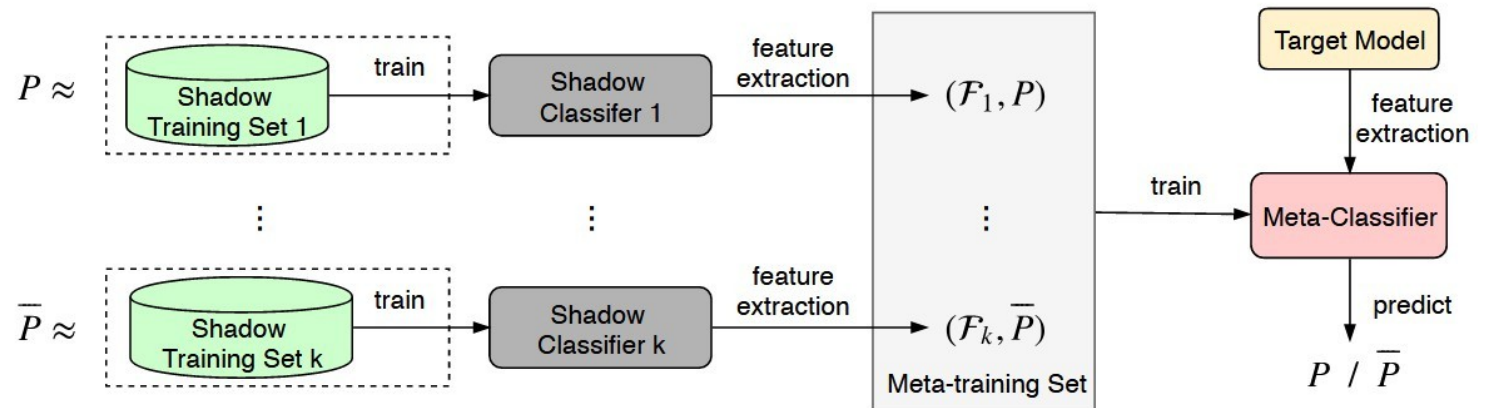 P ≈
Shadow
Training Set 1
train
Shadow
Classifer 1
feature
extraction
(ℱ₁, P)
⋮
⋮
⋮
P̅ ≈
Shadow
Training Set k
train
Shadow
Classifier k
feature
extraction
(ℱₖ, P̅)
Meta-training Set
train
Target Model
feature
extraction
Meta-Classifier
predict
P / P̅